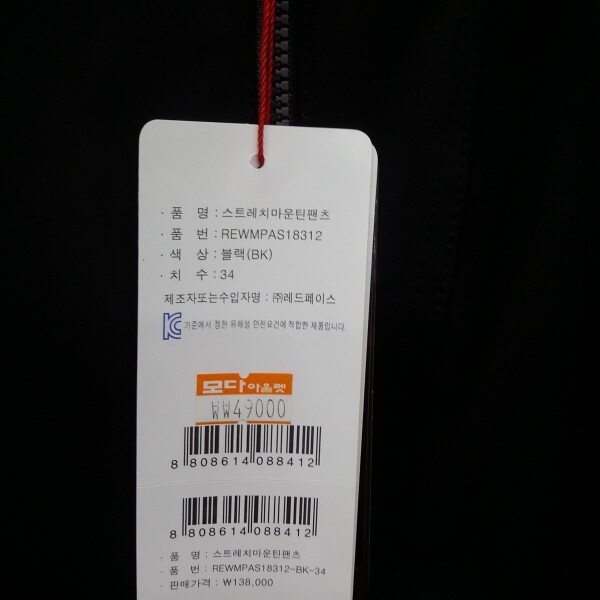 · 품 명 : 스트레치마운틴팬츠
· 품 번 : REWMPAS18312
· 색 상 : 블랙(BK)
· 치 수 : 34
제조자또는수입자명 : ㈜레드페이스
기준에서 정한 유해성 안전요건에 적합한 제품입니다.
모다아울렛
₩₩49000
8 808614 088412
8 808614 088412
· 품 명 : 스트레치마운틴팬츠
· 품 번 : REWMPAS18312-BK-34
· 판매가격 : ₩138,000